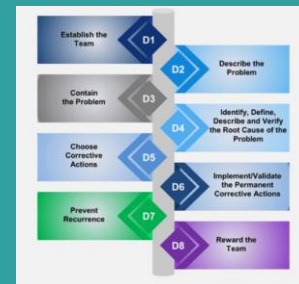 Establish the
Team
D1
D2
Describe the
Problem
Contain
the Problem
D3
D4
Identify, Define,
Describe and Verify
the Root Cause of the
Problem
Choose
Corrective
Actions
D5
D6
Implement/Validate
the Permanent
Corrective Actions
Prevent
Recurrence
D7
D8
Reward the
Team